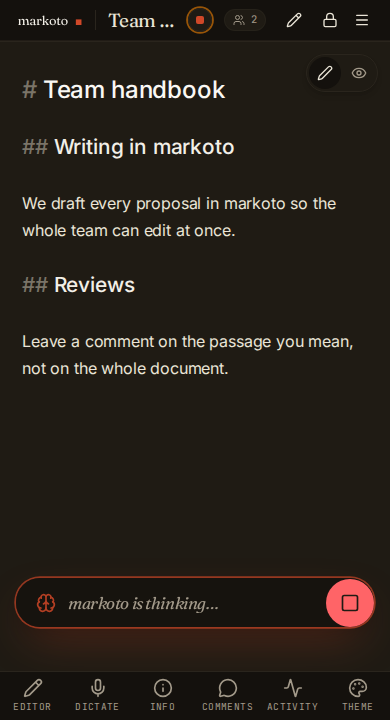 markoto
Team ...
2
# Team handbook
## Writing in markoto
We draft every proposal in markoto so the
whole team can edit at once.
## Reviews
Leave a comment on the passage you mean,
not on the whole document.
markoto is thinking...
EDITOR
DICTATE
INFO
COMMENTS
ACTIVITY
THEME